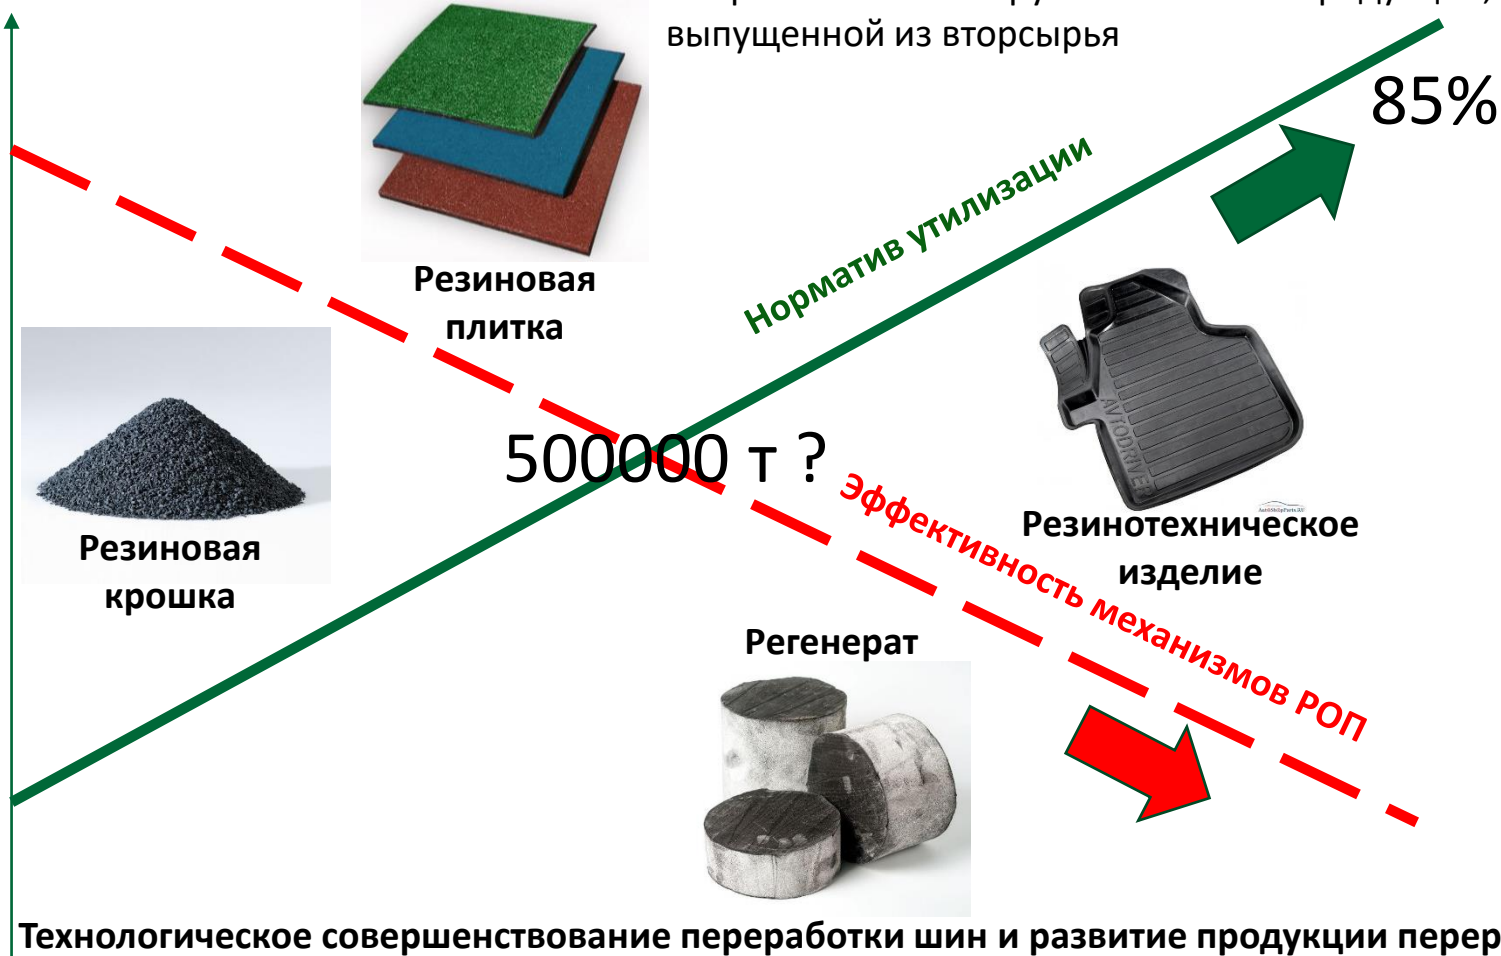 выпущенной из вторсырья
85%
Норматив утилизации
Резиновая
плитка
AVTODRIVER
500000 т ?
Эффективность механизмов РОП
Резинотехническое
изделие
Резиновая
крошка
Регенерат
Технологическое совершенствование переработки шин и развитие продукции перер